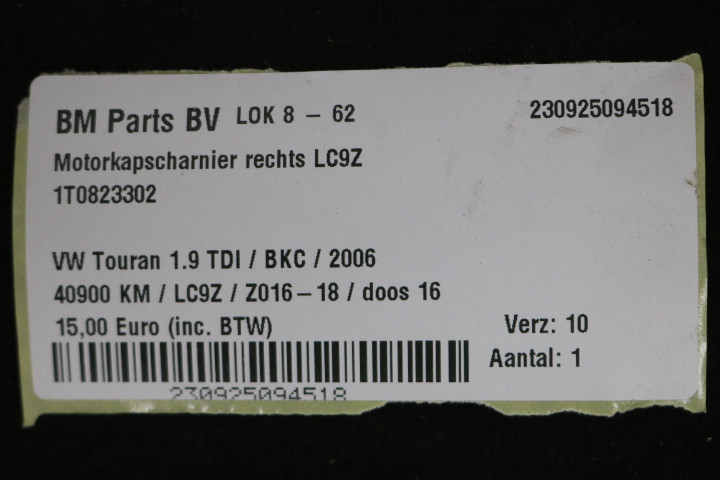 BM Parts BV LOK 8 - 62 230925094518
Motorkapscharnier rechts LC9Z
1T0823302
VW Touran 1.9 TDI / BKC / 2006
40900 KM / LC9Z / Z016-18 / doos 16
15,00 Euro (inc. BTW) Verz: 10
Aantal: 1
230925094518